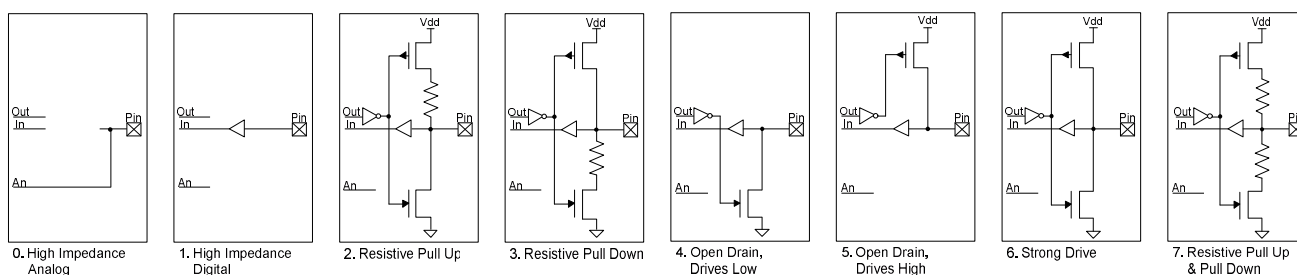 Out
In
An
Pin
0. High Impedance
Analog
Out
In
An
Pin
1. High Impedance
Digital
Vdd
Out
In
An
Pin
2. Resistive Pull Up
Vdd
Out
In
An
Pin
3. Resistive Pull Down
Out
In
An
Pin
4. Open Drain,
Drives Low
Vdd
Out
In
An
Pin
5. Open Drain,
Drives High
Vdd
Out
In
An
Pin
6. Strong Drive
Vdd
Out
In
An
Pin
7. Resistive Pull Up
& Pull Down